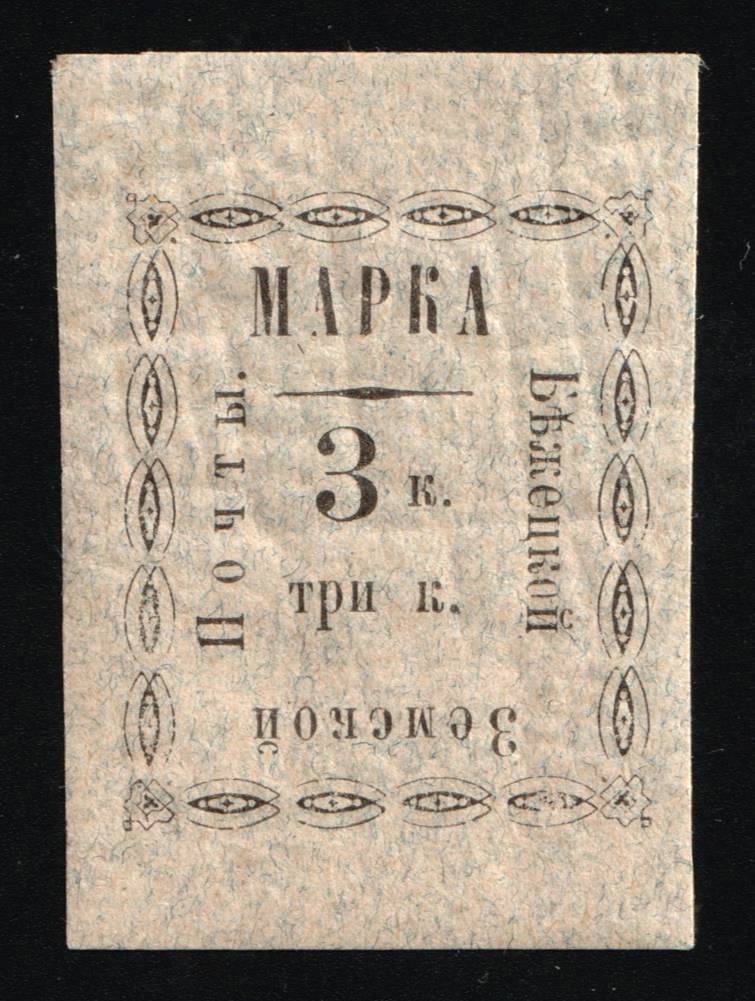 МАРКА
Бѣжецкой
Земской
Почты.
3 к.
три к.